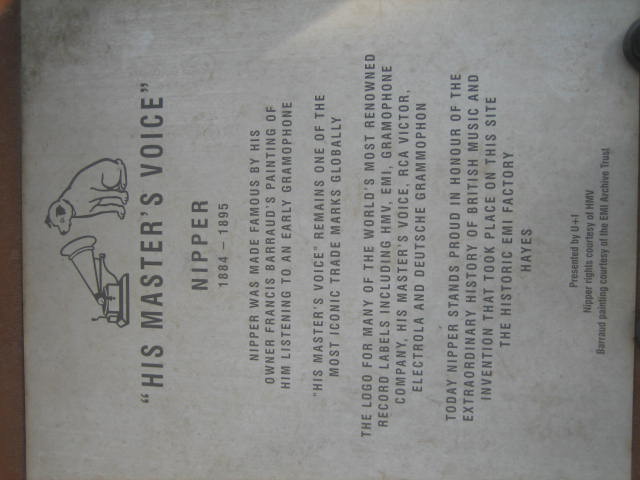 "HIS MASTER'S VOICE"
NIPPER
1884 – 1895
NIPPER WAS MADE FAMOUS BY HIS
OWNER FRANCIS BARRAUD'S PAINTING OF
HIM LISTENING TO AN EARLY GRAMOPHONE
"HIS MASTER'S VOICE" REMAINS ONE OF THE
MOST ICONIC TRADE MARKS GLOBALLY
THE LOGO FOR MANY OF THE WORLD'S MOST RENOWNED
RECORD LABELS INCLUDING HMV, EMI, GRAMOPHONE
COMPANY, HIS MASTER'S VOICE, RCA VICTOR,
ELECTROLA AND DEUTSCHE GRAMMOPHON
TODAY NIPPER STANDS PROUD IN HONOUR OF THE
EXTRAORDINARY HISTORY OF BRITISH MUSIC AND
INVENTION THAT TOOK PLACE ON THIS SITE
THE HISTORIC EMI FACTORY
HAYES
Presented by U+I
Nipper rights courtesy of HMV
Barraud painting courtesy of the EMI Archive Trust